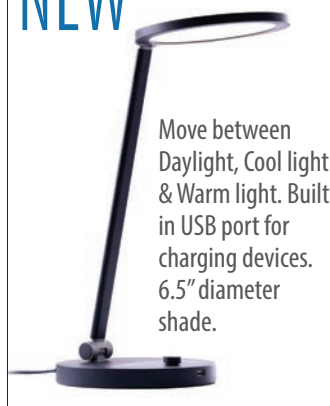 NEW
Move between
Daylight, Cool light
& Warm light. Built
in USB port for
charging devices.
6.5” diameter
shade.